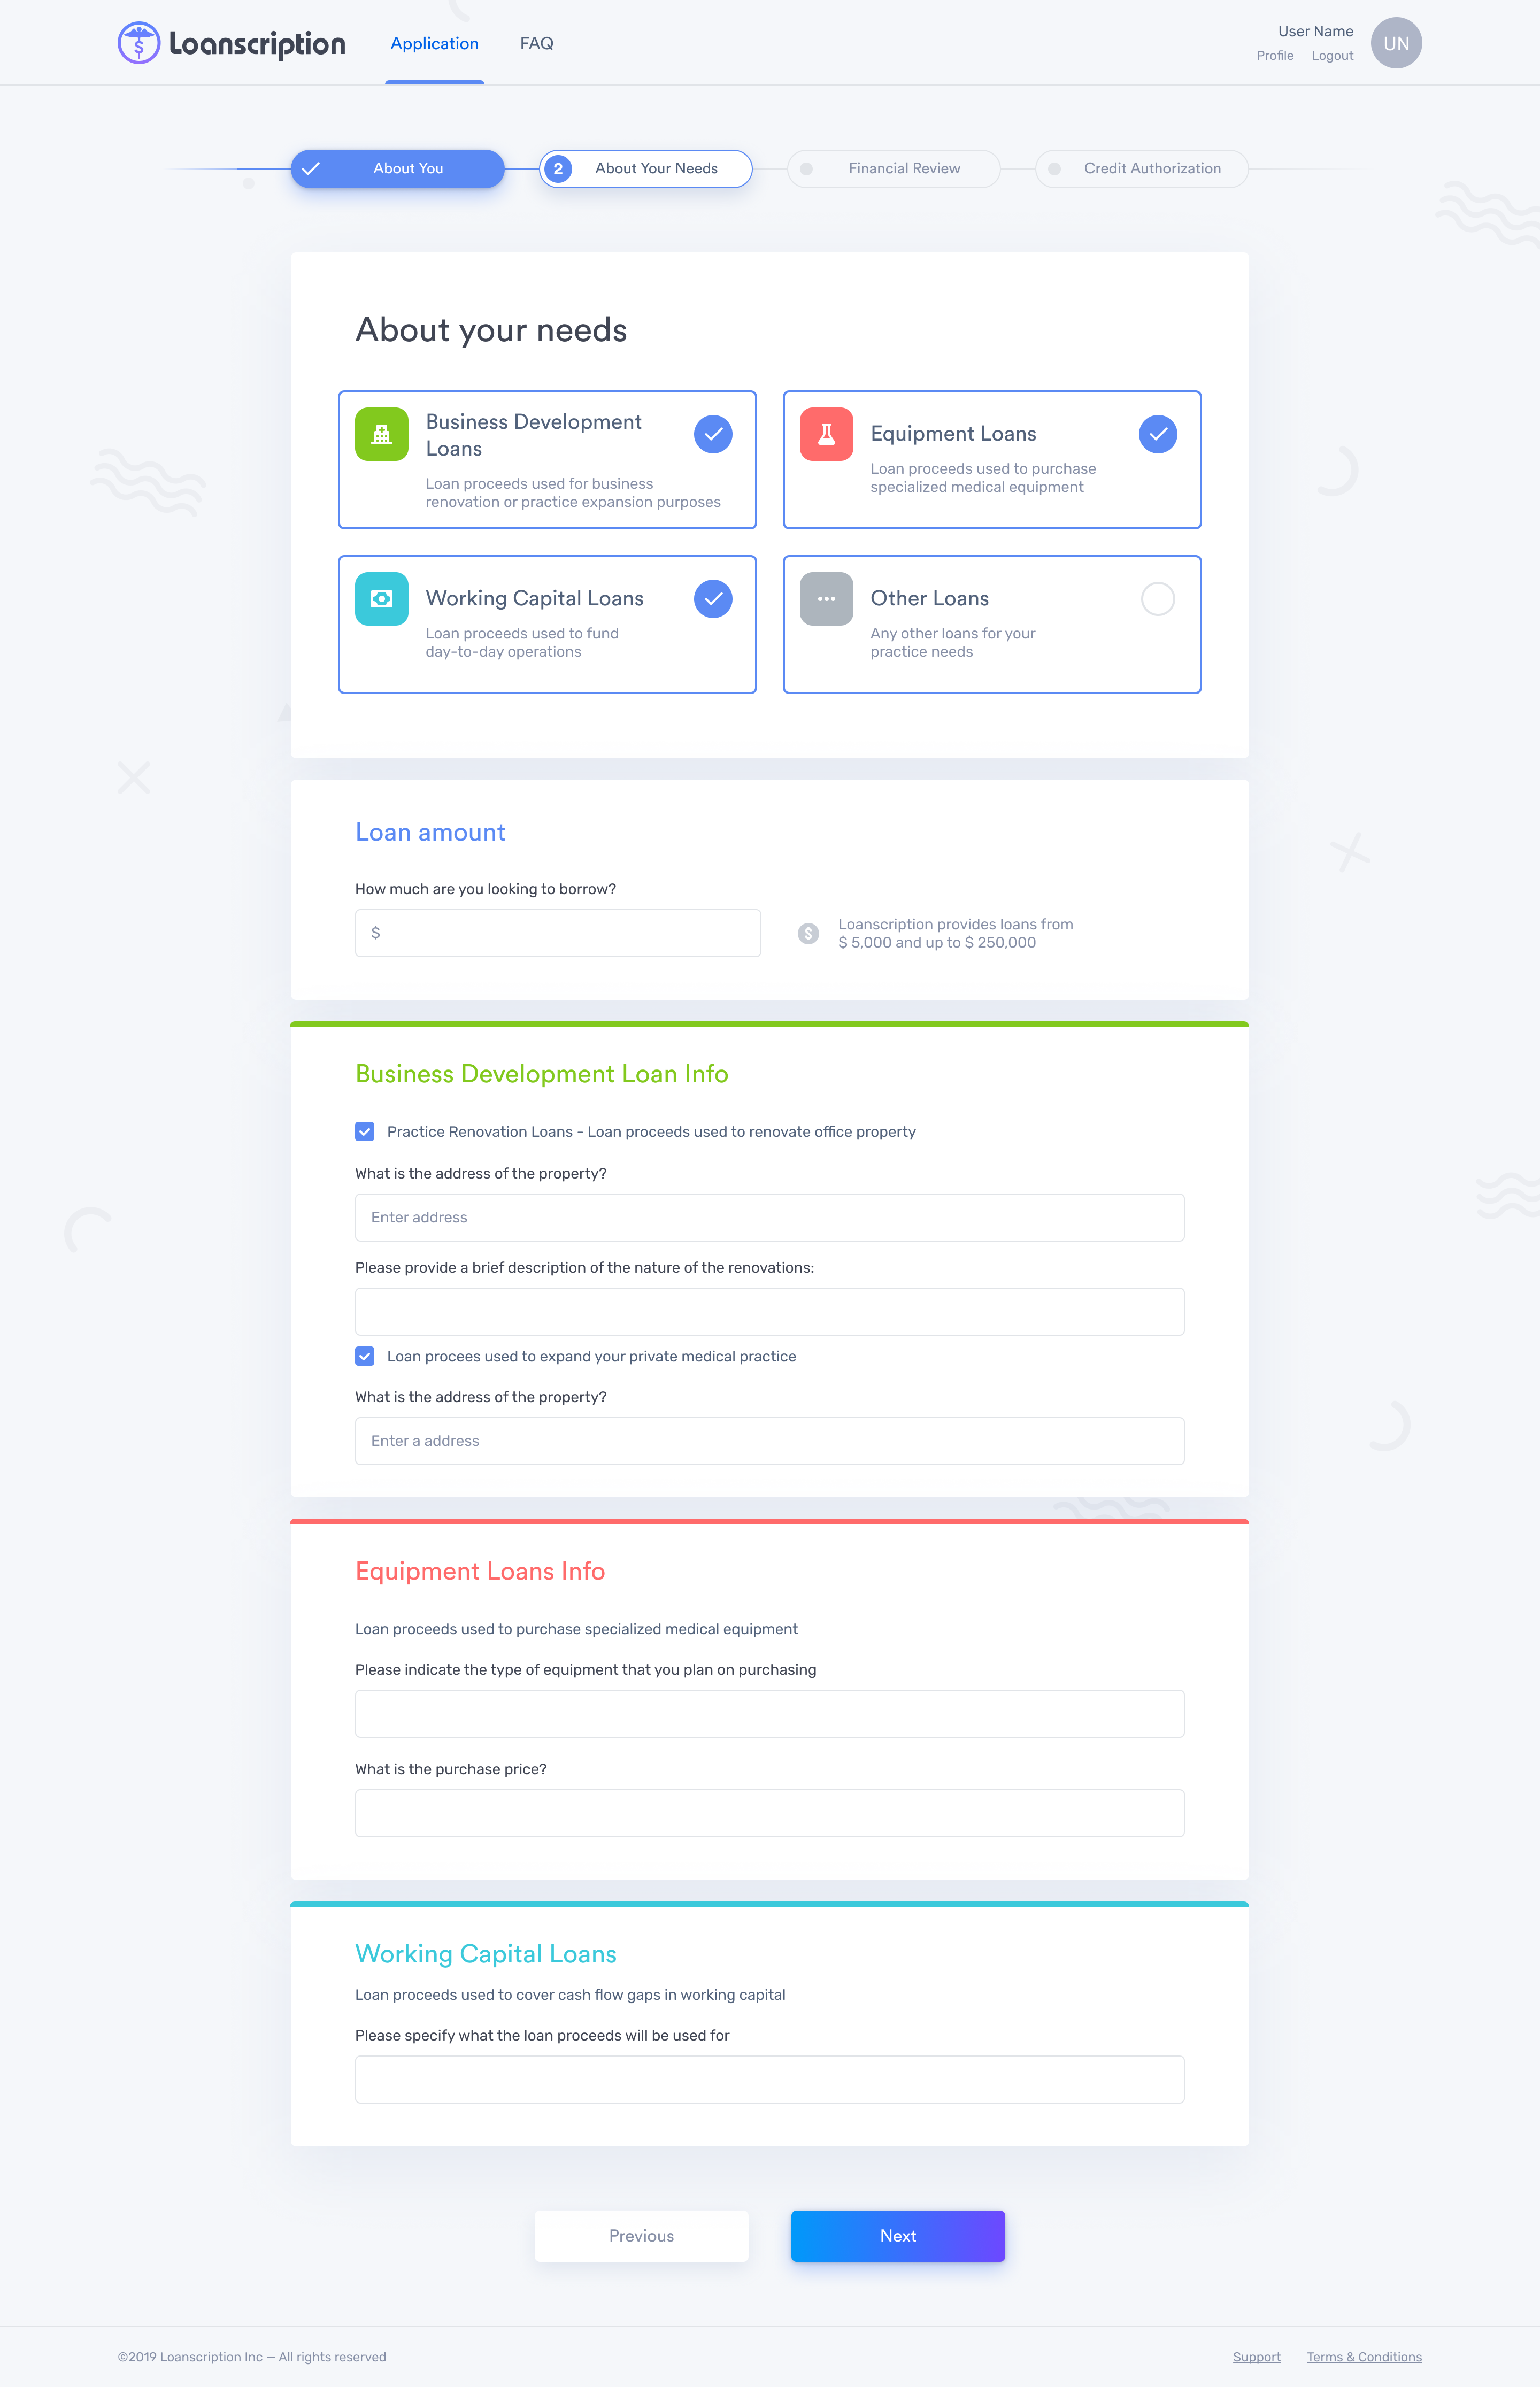 Loanscription
Application
FAQ
User Name
Profile Logout
UN
About You
2 About Your Needs
Financial Review
Credit Authorization
About your needs
Business Development
Loans
Loan proceeds used for business
renovation or practice expansion purposes
Equipment Loans
Loan proceeds used to purchase
specialized medical equipment
Working Capital Loans
Loan proceeds used to fund
day-to-day operations
Other Loans
Any other loans for your
practice needs
Loan amount
How much are you looking to borrow?
$
$
Loanscription provides loans from
$ 5,000 and up to $ 250,000
Business Development Loan Info
Practice Renovation Loans - Loan proceeds used to renovate office property
What is the address of the property?
Enter address
Please provide a brief description of the nature of the renovations:
Loan procees used to expand your private medical practice
What is the address of the property?
Enter a address
Equipment Loans Info
Loan proceeds used to purchase specialized medical equipment
Please indicate the type of equipment that you plan on purchasing
What is the purchase price?
Working Capital Loans
Loan proceeds used to cover cash flow gaps in working capital
Please specify what the loan proceeds will be used for
Previous
Next
©2019 Loanscription Inc — All rights reserved
Support
Terms & Conditions